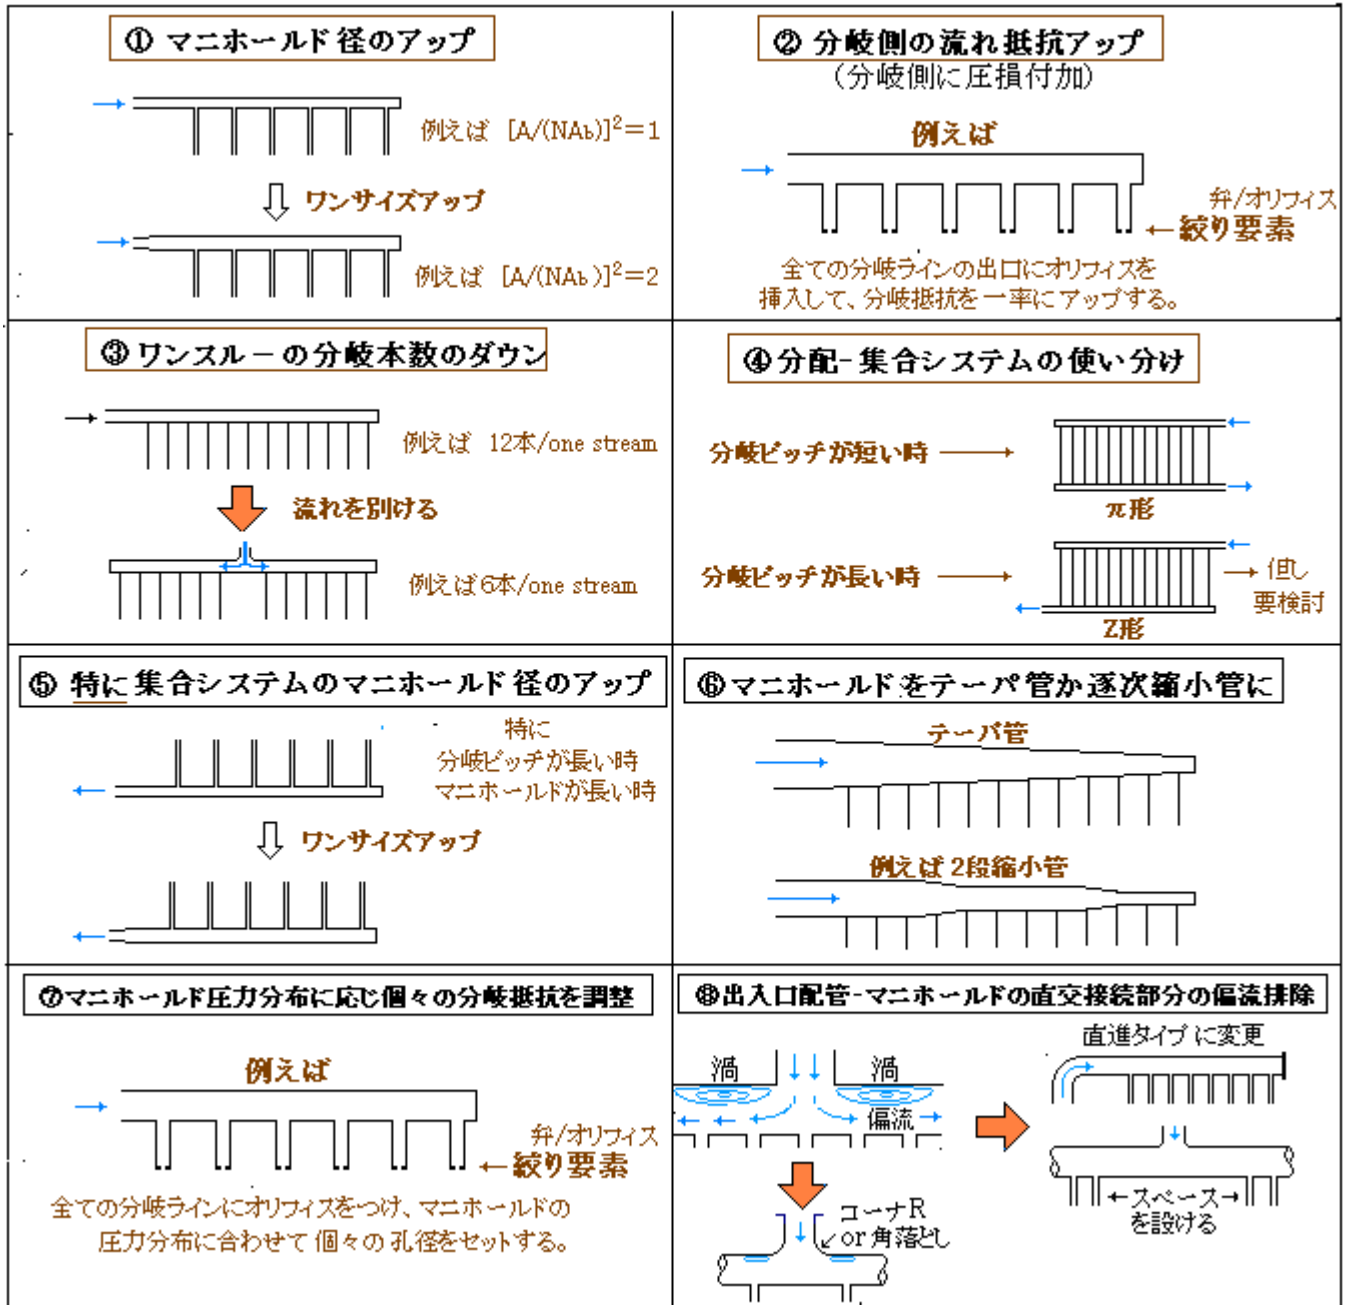 ① マニホールド径のアップ
例えば [A/(NAb)]²=1
ワンサイズアップ
例えば [A/(NAb)]²=2
② 分岐側の流れ抵抗アップ
(分岐側に圧損付加)
例えば
弁/オリフィス
←絞り要素
全ての分岐ラインの出口にオリフィスを
挿入して、分岐抵抗を一率にアップする。
③ ワンスルーの分岐本数のダウン
例えば 12本/one stream
流れを別ける
例えば6本/one stream
④ 分配-集合システムの使い分け
分岐ピッチが短い時
π形
分岐ピッチが長い時
但し
要検討
Z形
⑤ 特に集合システムのマニホールド径のアップ
特に
分岐ピッチが長い時
マニホールドが長い時
ワンサイズアップ
⑥ マニホールドをテーパ管か逐次縮小管に
テーパ管
例えば 2段縮小管
⑦マニホールド圧力分布に応じ個々の分岐抵抗を調整
例えば
弁/オリフィス
←絞り要素
全ての分岐ラインにオリフィスをつけ、マニホールドの
圧力分布に合わせて個々の孔径をセットする。
⑧出入口配管-マニホールドの直交接続部分の偏流排除
直進タイプに変更
渦 渦
偏流
←スペース→
を設ける
コーナR
or 角落とし